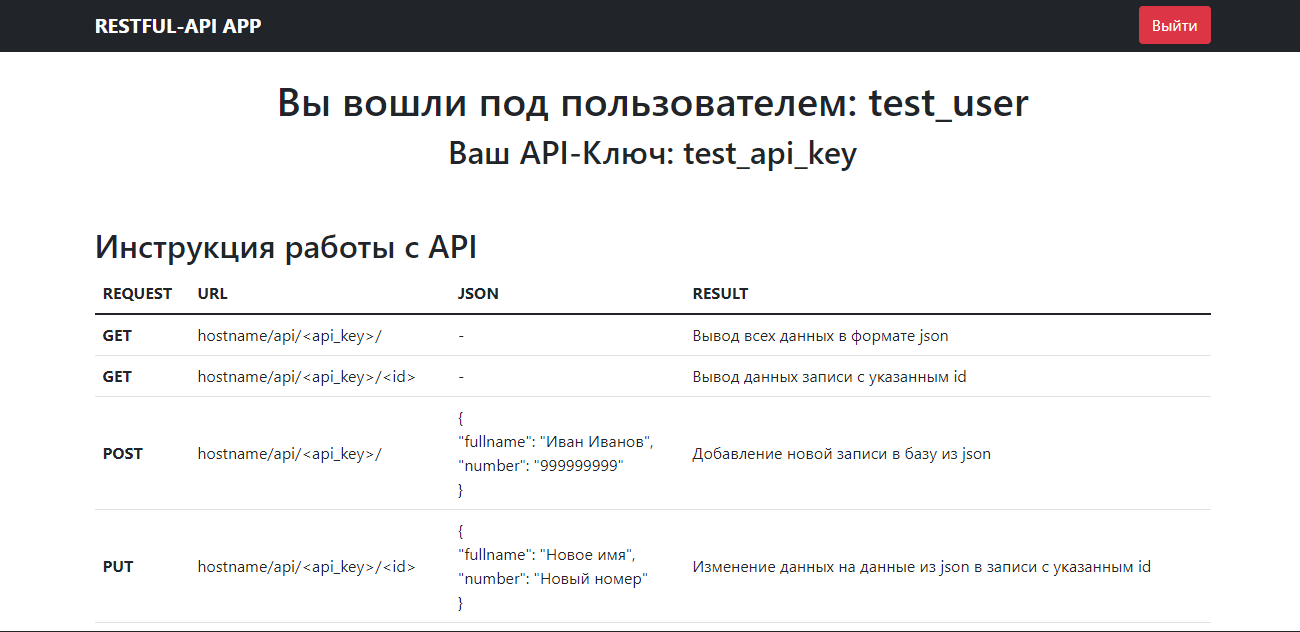 RESTFUL-API APP
Выйти
Вы вошли под пользователем: test_user
Ваш API-Ключ: test_api_key
Инструкция работы с API
REQUEST URL JSON RESULT
GET hostname/api/<api_key>/ - Вывод всех данных в формате json
GET hostname/api/<api_key>/<id> - Вывод данных записи с указанным id
POST hostname/api/<api_key>/
{
"fullname": "Иван Иванов",
"number": "999999999"
}
Добавление новой записи в базу из json
PUT hostname/api/<api_key>/<id>
{
"fullname": "Новое имя",
"number": "Новый номер"
}
Изменение данных на данные из json в записи с указанным id